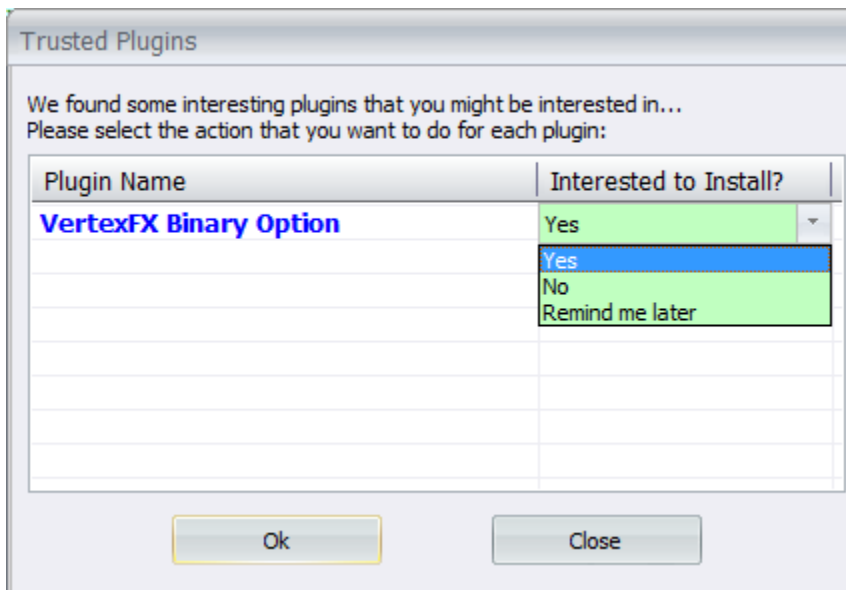 Trusted Plugins
We found some interesting plugins that you might be interested in...
Please select the action that you want to do for each plugin:
Plugin Name Interested to Install?
VertexFX Binary Option Yes
Yes
No
Remind me later
Ok Close